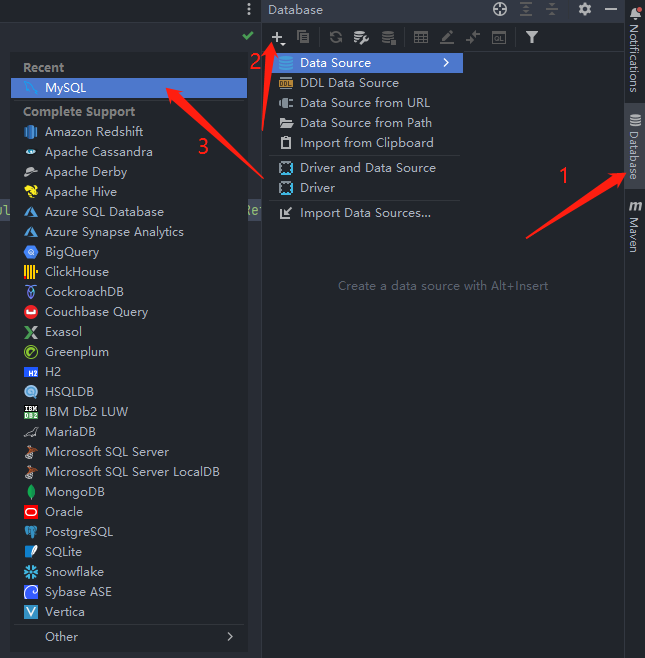 Database
Recent
MySQL
Complete Support
Amazon Redshift
Apache Cassandra
Apache Derby
Apache Hive
Azure SQL Database
Azure Synapse Analytics
BigQuery
ClickHouse
CockroachDB
Couchbase Query
Exasol
Greenplum
H2
HSQLDB
IBM Db2 LUW
MariaDB
Microsoft SQL Server
Microsoft SQL Server LocalDB
MongoDB
Oracle
PostgreSQL
SQLite
Snowflake
Sybase ASE
Vertica
Other
2
3
Data Source
DDL Data Source
Data Source from URL
Data Source from Path
Import from Clipboard
Driver and Data Source
Driver
Import Data Sources...
Create a data source with Alt+Insert
1
Notifications
Database
m
Maven